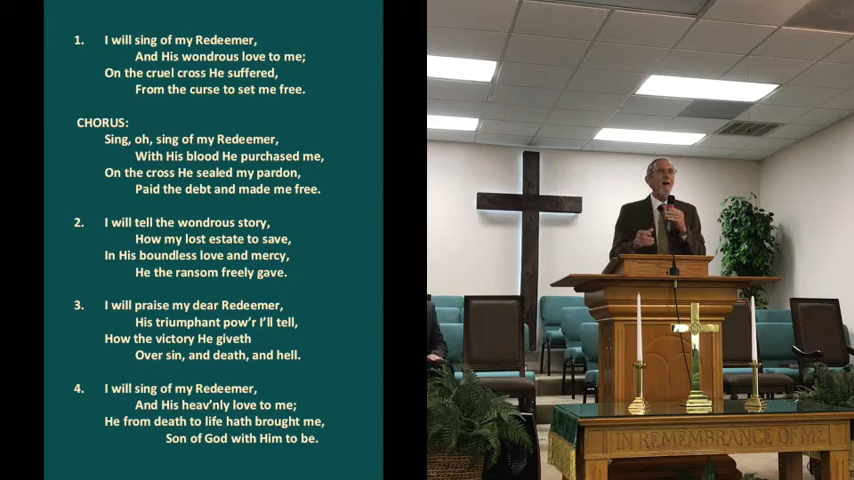 1. I will sing of my Redeemer,
And His wondrous love to me;
On the cruel cross He suffered,
From the curse to set me free.
CHORUS:
Sing, oh, sing of my Redeemer,
With His blood He purchased me,
On the cross He sealed my pardon,
Paid the debt and made me free.
2. I will tell the wondrous story,
How my lost estate to save,
In His boundless love and mercy,
He the ransom freely gave.
3. I will praise my dear Redeemer,
His triumphant pow'r I'll tell,
How the victory He giveth
Over sin, and death, and hell.
4. I will sing of my Redeemer,
And His heav'nly love to me;
He from death to life hath brought me,
Son of God with Him to be.
IN REMEMBRANCE OF ME